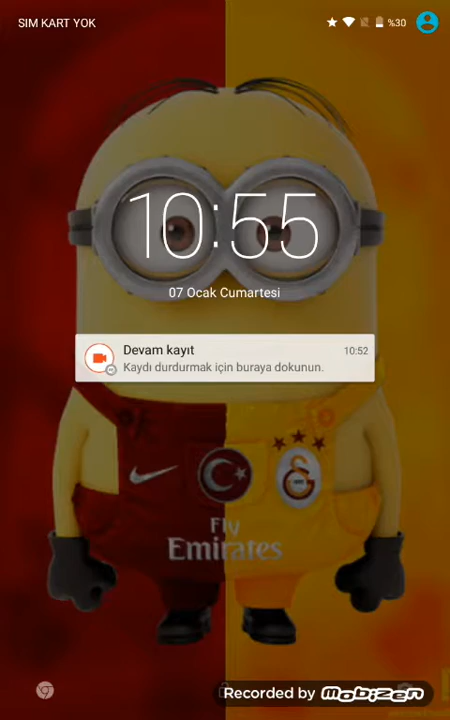 SIM KART YOK
%30
10:55
07 Ocak Cumartesi
Devam kayıt
10:52
Kaydı durdurmak için buraya dokunun.
Fly
Emirates
Recorded by Mobizen